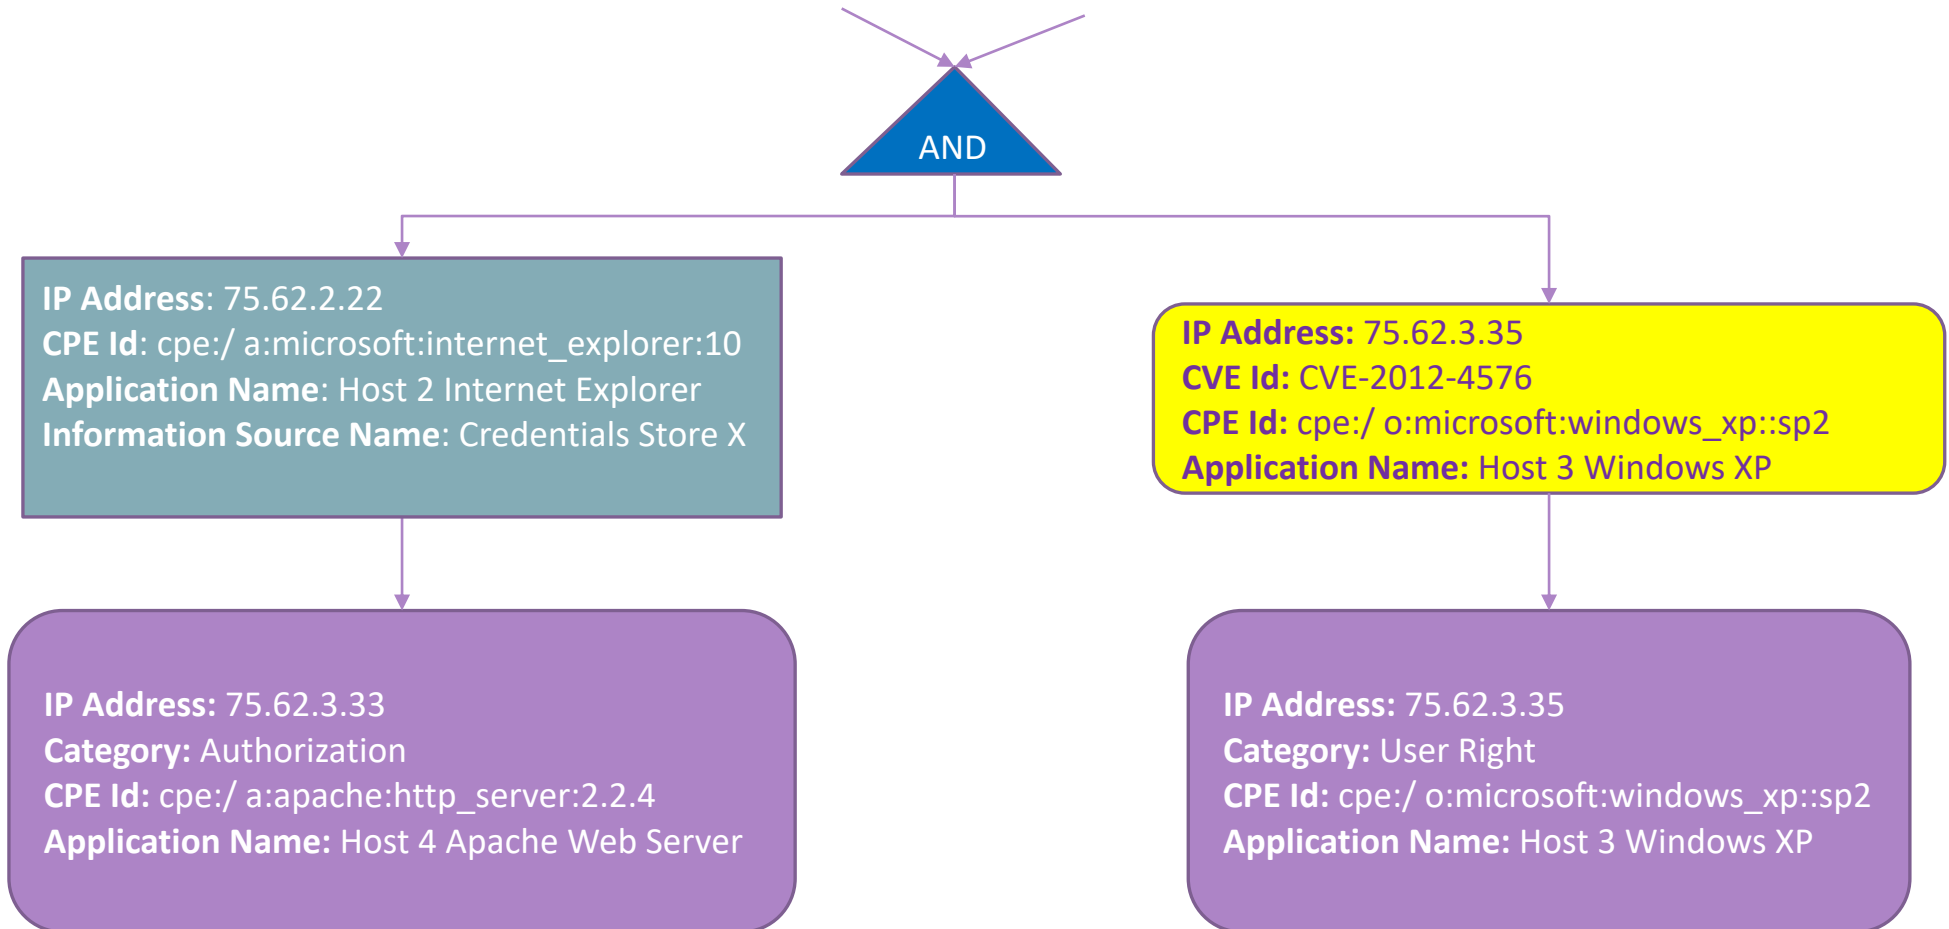 AND
IP Address: 75.62.2.22
CPE Id: cpe:/ a:microsoft:internet_explorer:10
Application Name: Host 2 Internet Explorer
Information Source Name: Credentials Store X
IP Address: 75.62.3.35
CVE Id: CVE-2012-4576
CPE Id: cpe:/ o:microsoft:windows_xp::sp2
Application Name: Host 3 Windows XP
IP Address: 75.62.3.33
Category: Authorization
CPE Id: cpe:/ a:apache:http_server:2.2.4
Application Name: Host 4 Apache Web Server
IP Address: 75.62.3.35
Category: User Right
CPE Id: cpe:/ o:microsoft:windows_xp::sp2
Application Name: Host 3 Windows XP